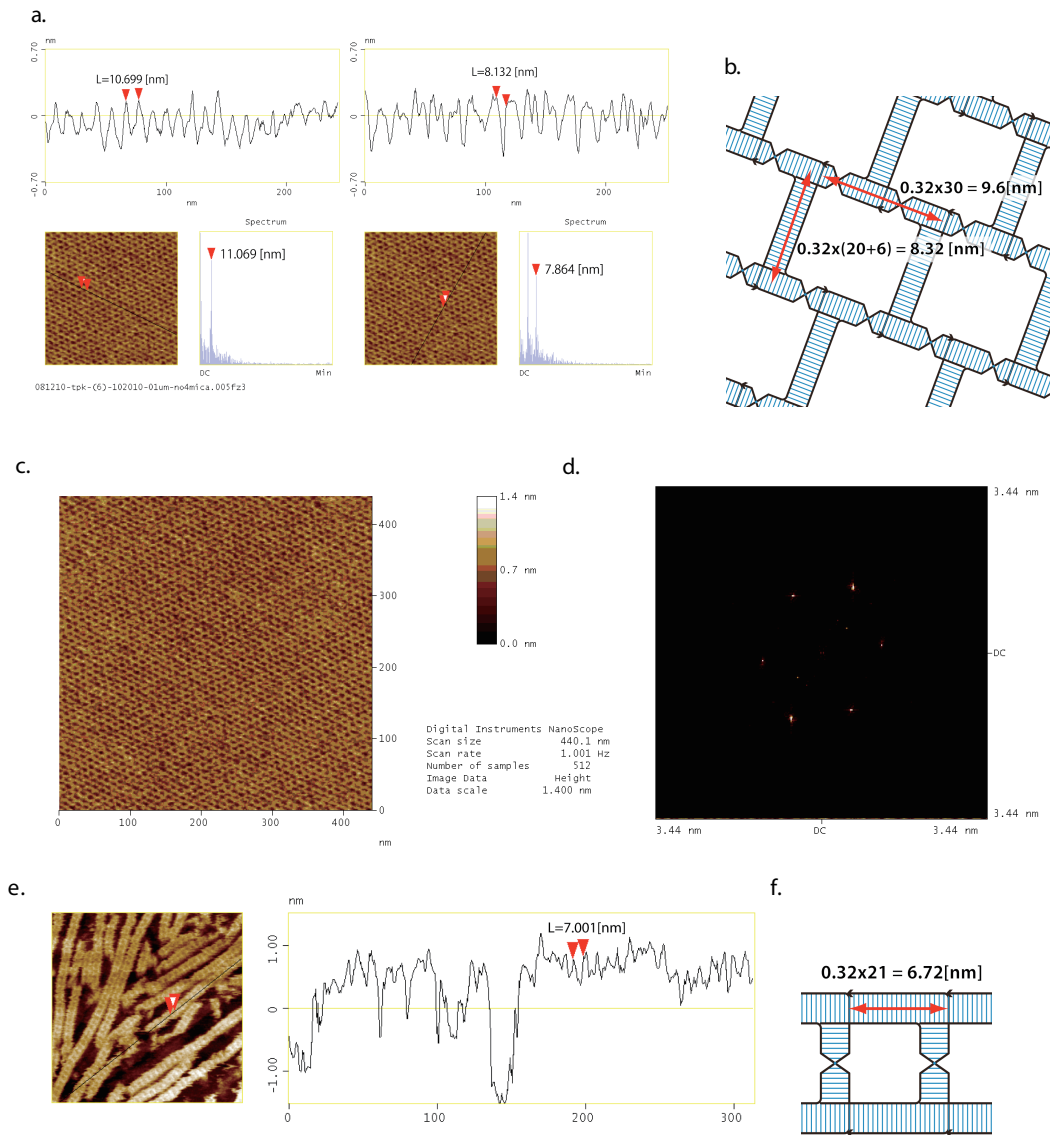 a.
nm
0.70
L=10.699 [nm]
0
-0.70
0
100
200
nm
Spectrum
11.069 [nm]
DC
Min
nm
0.70
L=8.132 [nm]
0
-0.70
0
100
200
nm
Spectrum
7.864 [nm]
DC
Min
081210-tpk-(6)-102010-01um-no4mica.005fz3
b.
0.32x30 = 9.6[nm]
0.32x(20+6) = 8.32 [nm]
c.
400
300
200
100
0
0
100
200
300
400
nm
1.4 nm
0.7 nm
0.0 nm
Digital Instruments NanoScope
Scan size 440.1 nm
Scan rate 1.001 Hz
Number of samples 512
Image Data Height
Data scale 1.400 nm
d.
3.44 nm
DC
3.44 nm
3.44 nm
DC
3.44 nm
e.
nm
1.00
0
-1.00
L=7.001[nm]
0
100
200
300
f.
0.32x21 = 6.72[nm]